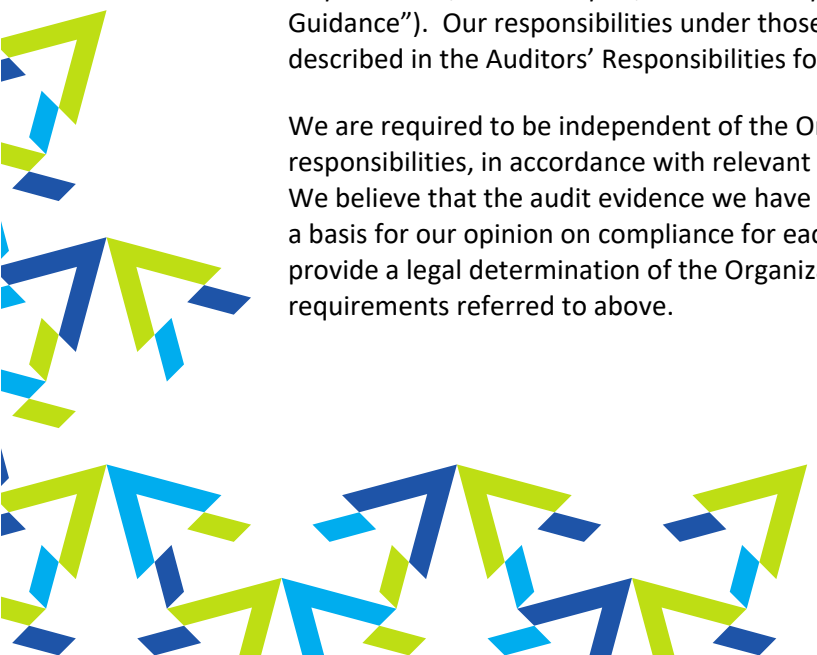 Guidance”). Our responsibilities under those
described in the Auditors’ Responsibilities fo
We are required to be independent of the Or
responsibilities, in accordance with relevant
We believe that the audit evidence we have
a basis for our opinion on compliance for eac
provide a legal determination of the Organiza
requirements referred to above.